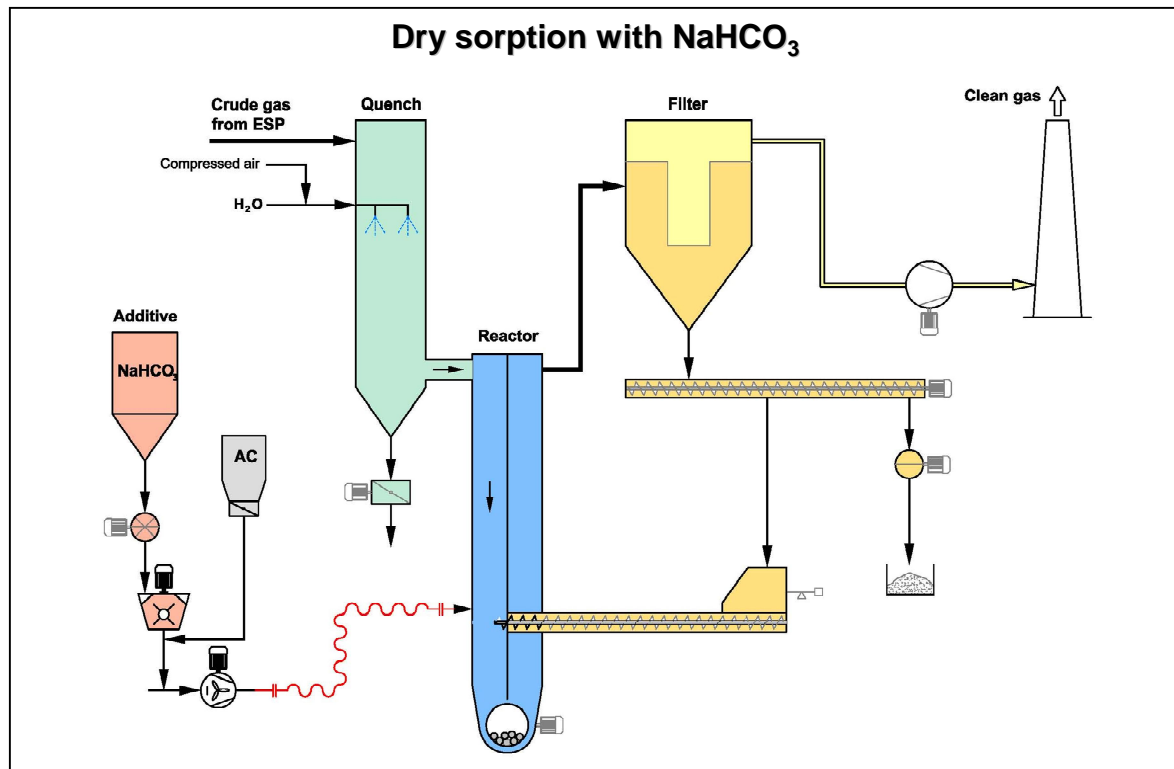 Dry sorption with NaHCO₃
Crude gas
from ESP
Quench
Filter
Clean gas
Compressed air
H₂O
Additive
Reactor
NaHCO₃
AC